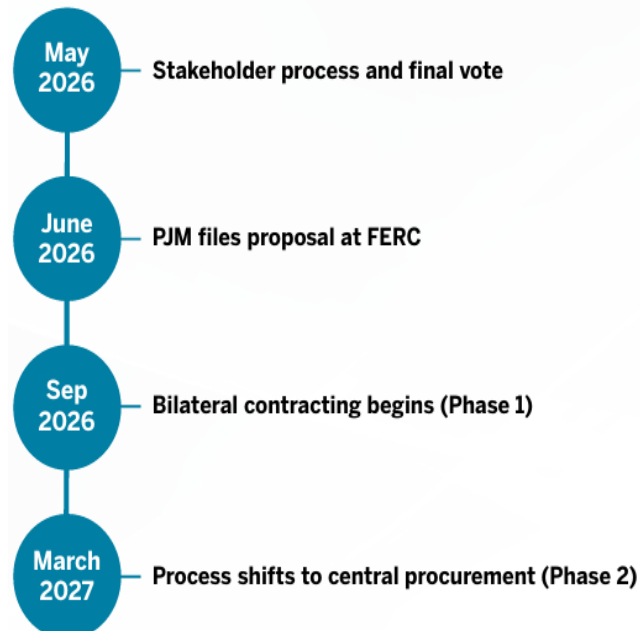 May
2026
Stakeholder process and final vote
June
2026
PJM files proposal at FERC
Sep
2026
Bilateral contracting begins (Phase 1)
March
2027
Process shifts to central procurement (Phase 2)